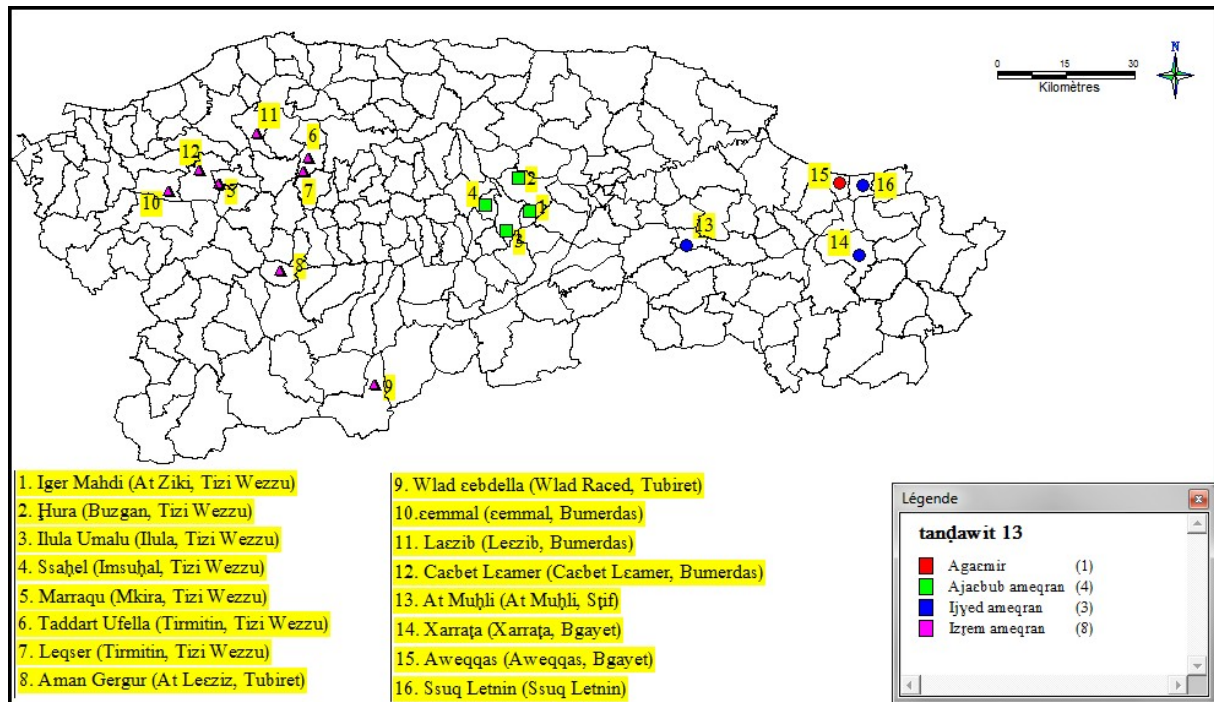 N
0 15 30
Kilomètres
11
6
12
5
10
7
8
9
2
4
1
3
13
15
16
14
1. Iger Mahdi (At Ziki, Tizi Wezzu)
2. Ḥura (Buzgan, Tizi Wezzu)
3. Ilula Umalu (Ilula, Tizi Wezzu)
4. Ssaḥel (Imsuḥal, Tizi Wezzu)
5. Marraqu (Mkira, Tizi Wezzu)
6. Taddart Ufella (Tirmitin, Tizi Wezzu)
7. Leqser (Tirmitin, Tizi Wezzu)
8. Aman Gergur (At Leɛziz, Tubiret)
9. Wlad ɛebdella (Wlad Raced, Tubiret)
10.ɛemmal (ɛemmal, Bumerdas)
11. Laɛzib (Leɛzib, Bumerdas)
12. Caɛbet Lɛamer (Caɛbet Lɛamer, Bumerdas)
13. At Muḥli (At Muḥli, Sṭif)
14. Xarraṭa (Xarraṭa, Bgayet)
15. Aweqqas (Aweqqas, Bgayet)
16. Ssuq Letnin (Ssuq Letnin)
Légende
tanḍawit 13
Agaɛmir (1)
Ajaɛbub ameqran (4)
Ijɣed ameqran (3)
Izṛem ameqran (8)